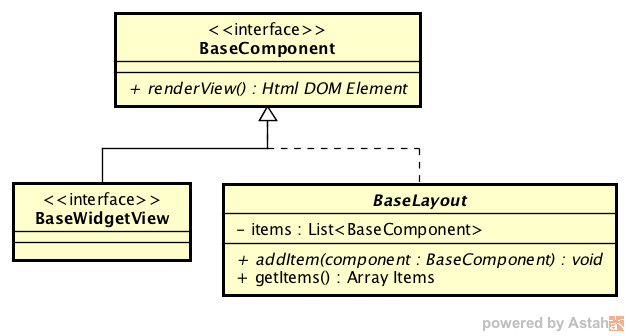 <<interface>>
BaseComponent
+ renderView() : Html DOM Element
<<interface>>
BaseWidgetView
BaseLayout
- items : List<BaseComponent>
+ addItem(component : BaseComponent) : void
+ getItems() : Array Items
powered by Astah